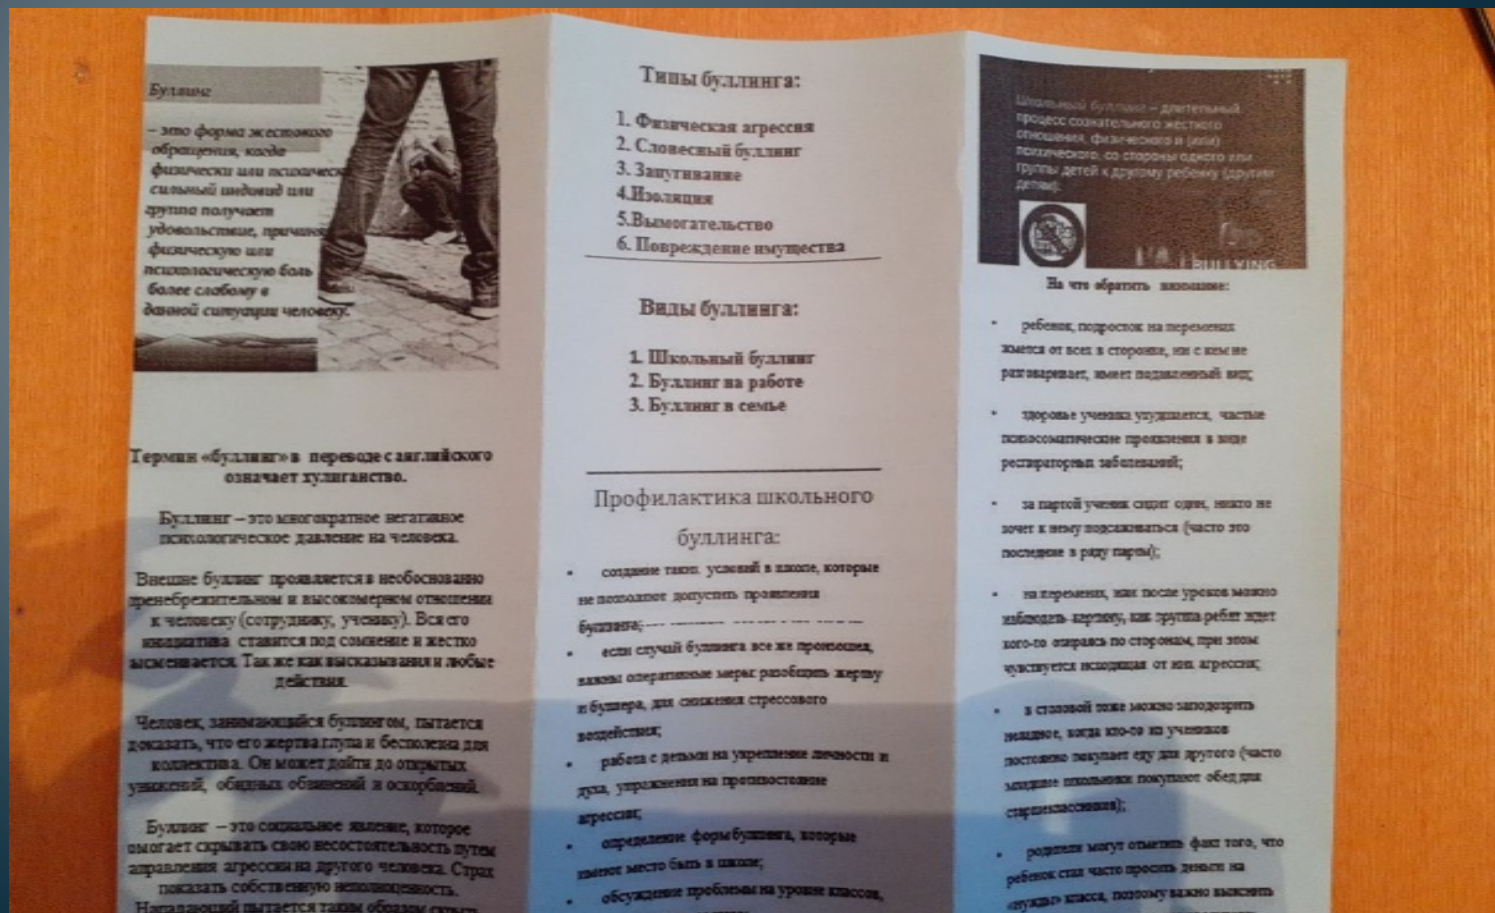 Буллинг
– это форма жестокого
обращения, когда
физически или психически
сильный индивид или
группа получает
удовольствие, причиняя
физическую или
психологическую боль
более слабому в
данной ситуации человеку.
Термин «буллинг» в переводе с английского
означает хулиганство.
Буллинг – это многократное негативное
психологическое давление на человека.
Внешне буллинг проявляется в необоснованно
пренебрежительном и высокомерном отношении
к человеку (сотруднику, ученику). Вся его
инициатива ставится под сомнение и жестко
высмеивается. Так же как высказывания и любые
действия.
Человек, занимающийся буллингом, пытается
доказать, что его жертва глупа и бесполезна для
коллектива. Он может дойти до открытых
унижений, обидных обвинений и оскорблений.
Буллинг – это социальное явление, которое
помогает скрывать свою несостоятельность путем
направления агрессии на другого человека. Страх
показать собственную неполноценность.
Нападающий пытается таким образом скрыть
Типы буллинга:
1. Физическая агрессия
2. Словесный буллинг
3. Запугивание
4.Изоляция
5.Вымогательство
6. Повреждение имущества
Виды буллинга:
1. Школьный буллинг
2. Буллинг на работе
3. Буллинг в семье
Профилактика школьного
буллинга:
• создание таких условий в школе, которые
не позволяют допустить проявления
буллинга;
• если случай буллинга все же произошел,
важны оперативные меры: разобщить жертву
и буллера, для снижения стрессового
воздействия;
• работа с детьми на укрепление личности и
духа, упражнения на противостояние
агрессии;
• определение форм буллинга, которые
имеют место быть в школе;
• обсуждение проблемы на уровне классов,
Школьный буллинг – длительный
процесс сознательного жесткого
отношения, физического и (или)
психического, со стороны одного или
группы детей к другому ребенку (другим
детям).
BULLYING
На что обратить внимание:
• ребенок, подросток на переменах
жмется от всех в сторонке, ни с кем не
разговаривает, имеет подавленный вид;
• здоровье ученика ухудшается, частые
психосоматические проявления в виде
респираторных заболеваний;
• за партой ученик сидит один, никто не
хочет к нему подсаживаться (часто это
последние в ряду парты);
• на переменах, или после уроков можно
наблюдать картину, как группа ребят ждет
кого-то озираясь по сторонам, при этом
чувствуется исходящая от них агрессия;
• в столовой тоже можно заподозрить
неладное, когда кто-то из учеников
постоянно покупает еду для другого (часто
младшие школьники покупают обед для
старшеклассников);
• родители могут отметить факт того, что
ребенок стал часто просить деньги на
«нужды» класса, поэтому важно выяснить